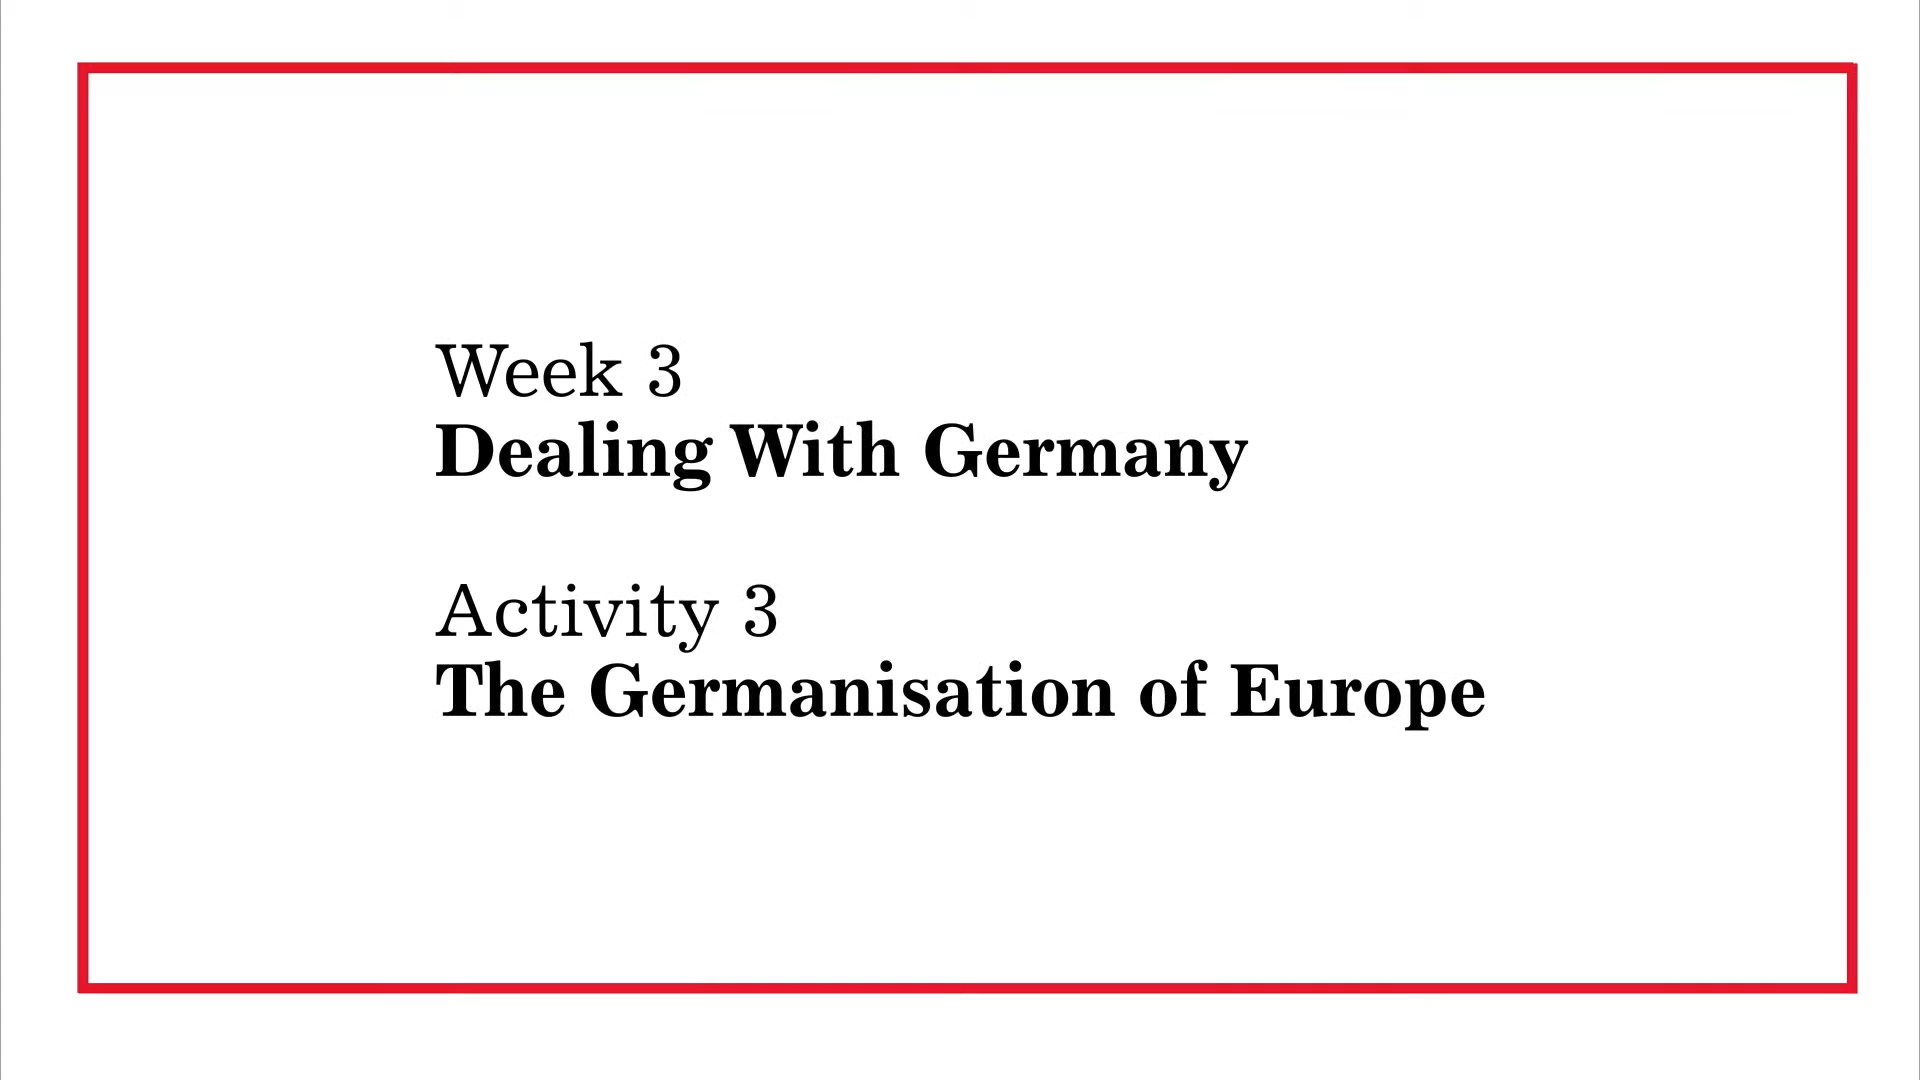 Week 3
Dealing With Germany
Activity 3
The Germanisation of Europe